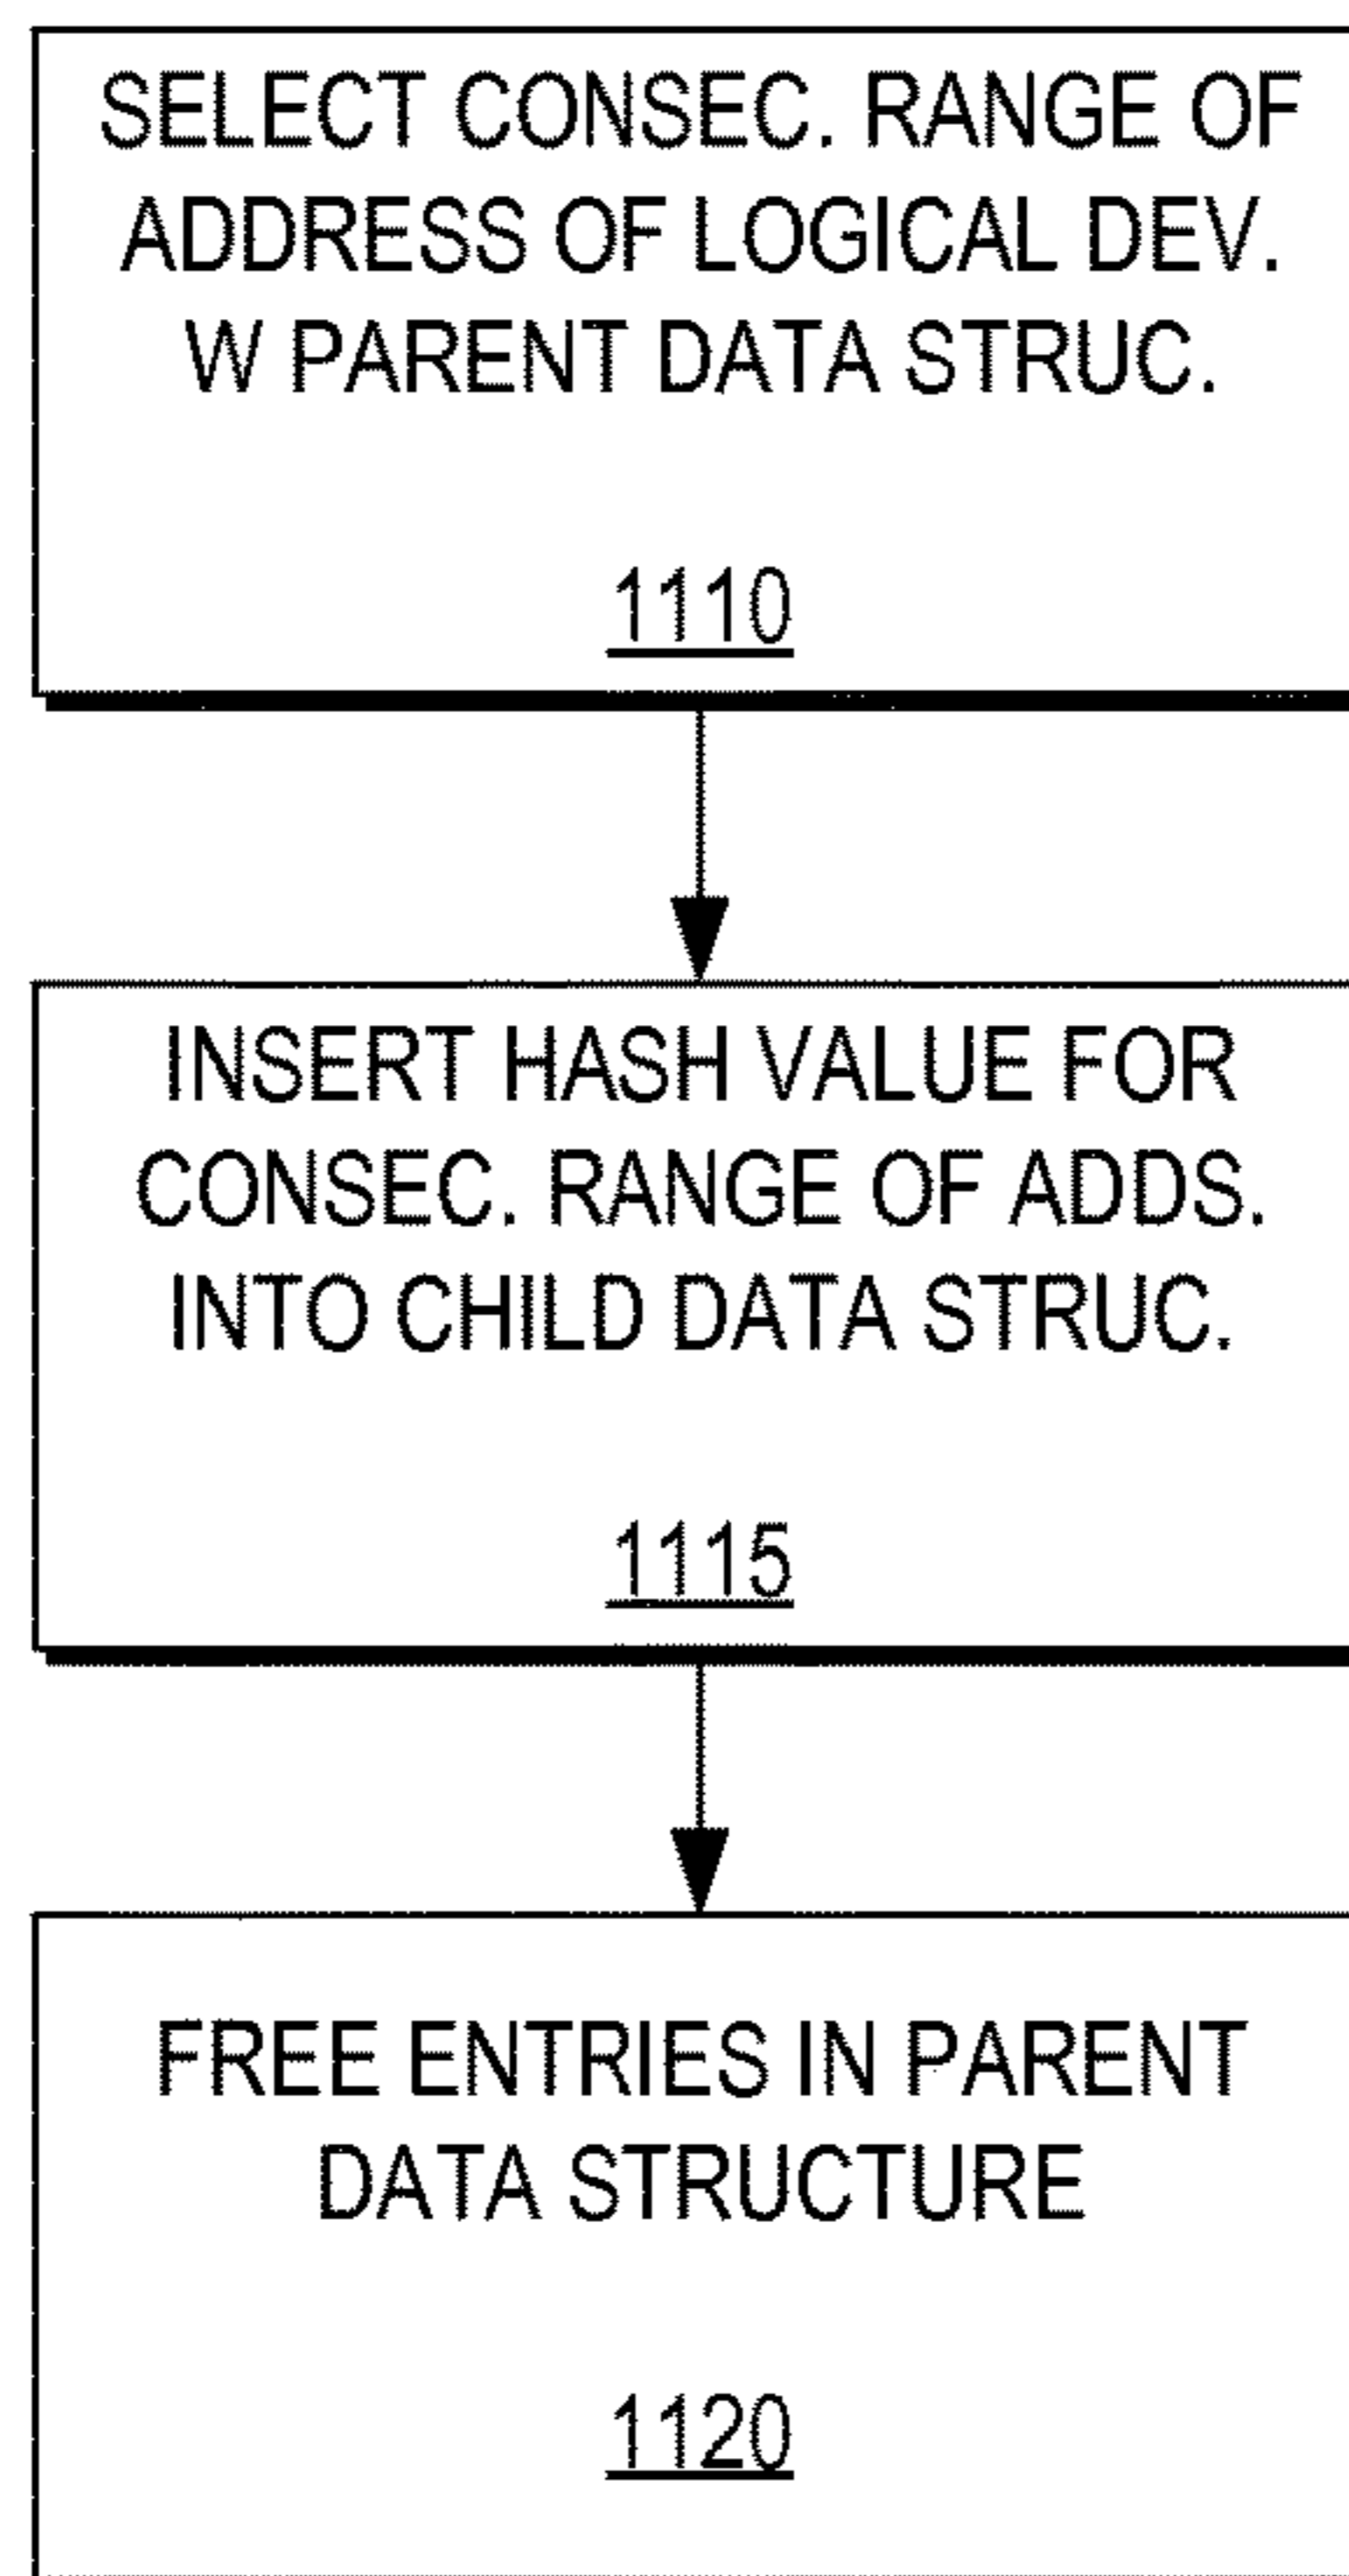 SELECT CONSEC. RANGE OF
ADDRESS OF LOGICAL DEV.
W PARENT DATA STRUC.
1110
INSERT HASH VALUE FOR
CONSEC. RANGE OF ADDS.
INTO CHILD DATA STRUC.
1115
FREE ENTRIES IN PARENT
DATA STRUCTURE
1120